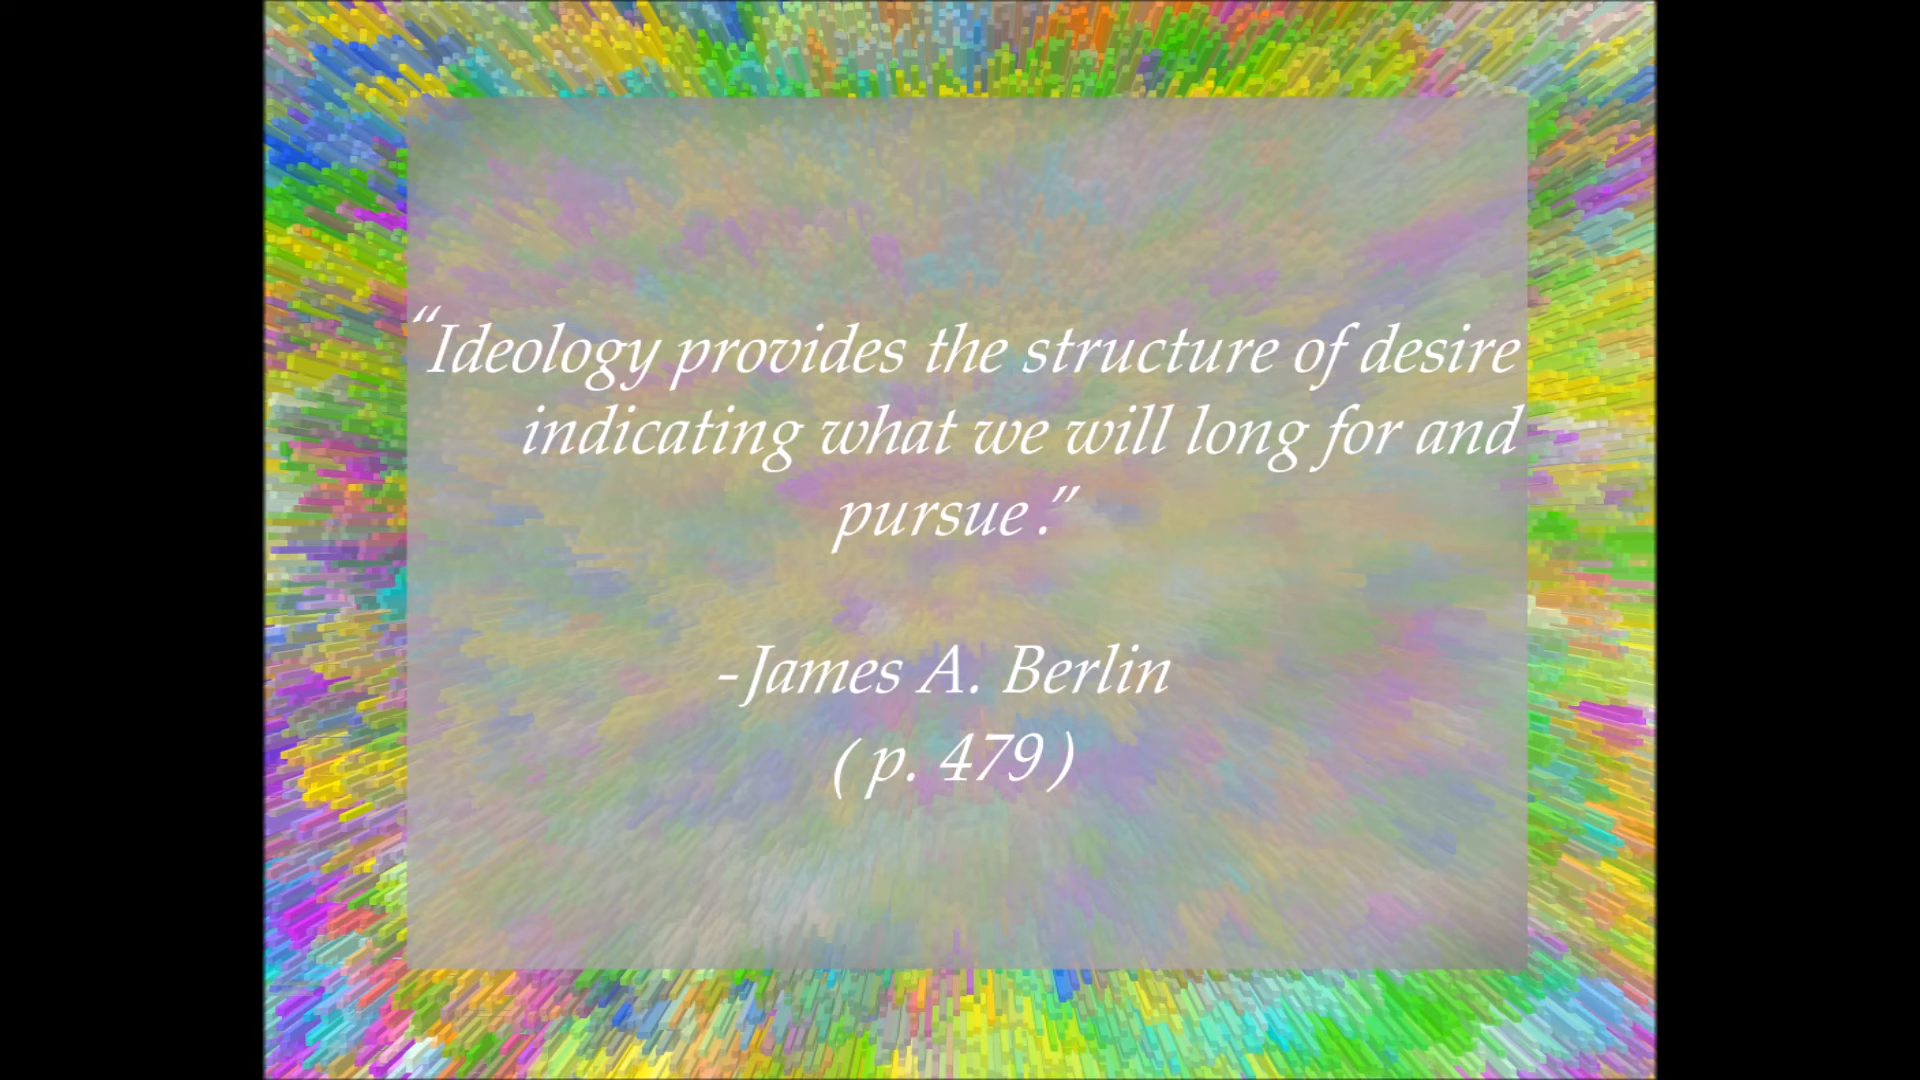 “Ideology provides the structure of desire
indicating what we will long for and
pursue.”
-James A. Berlin
(p. 479)